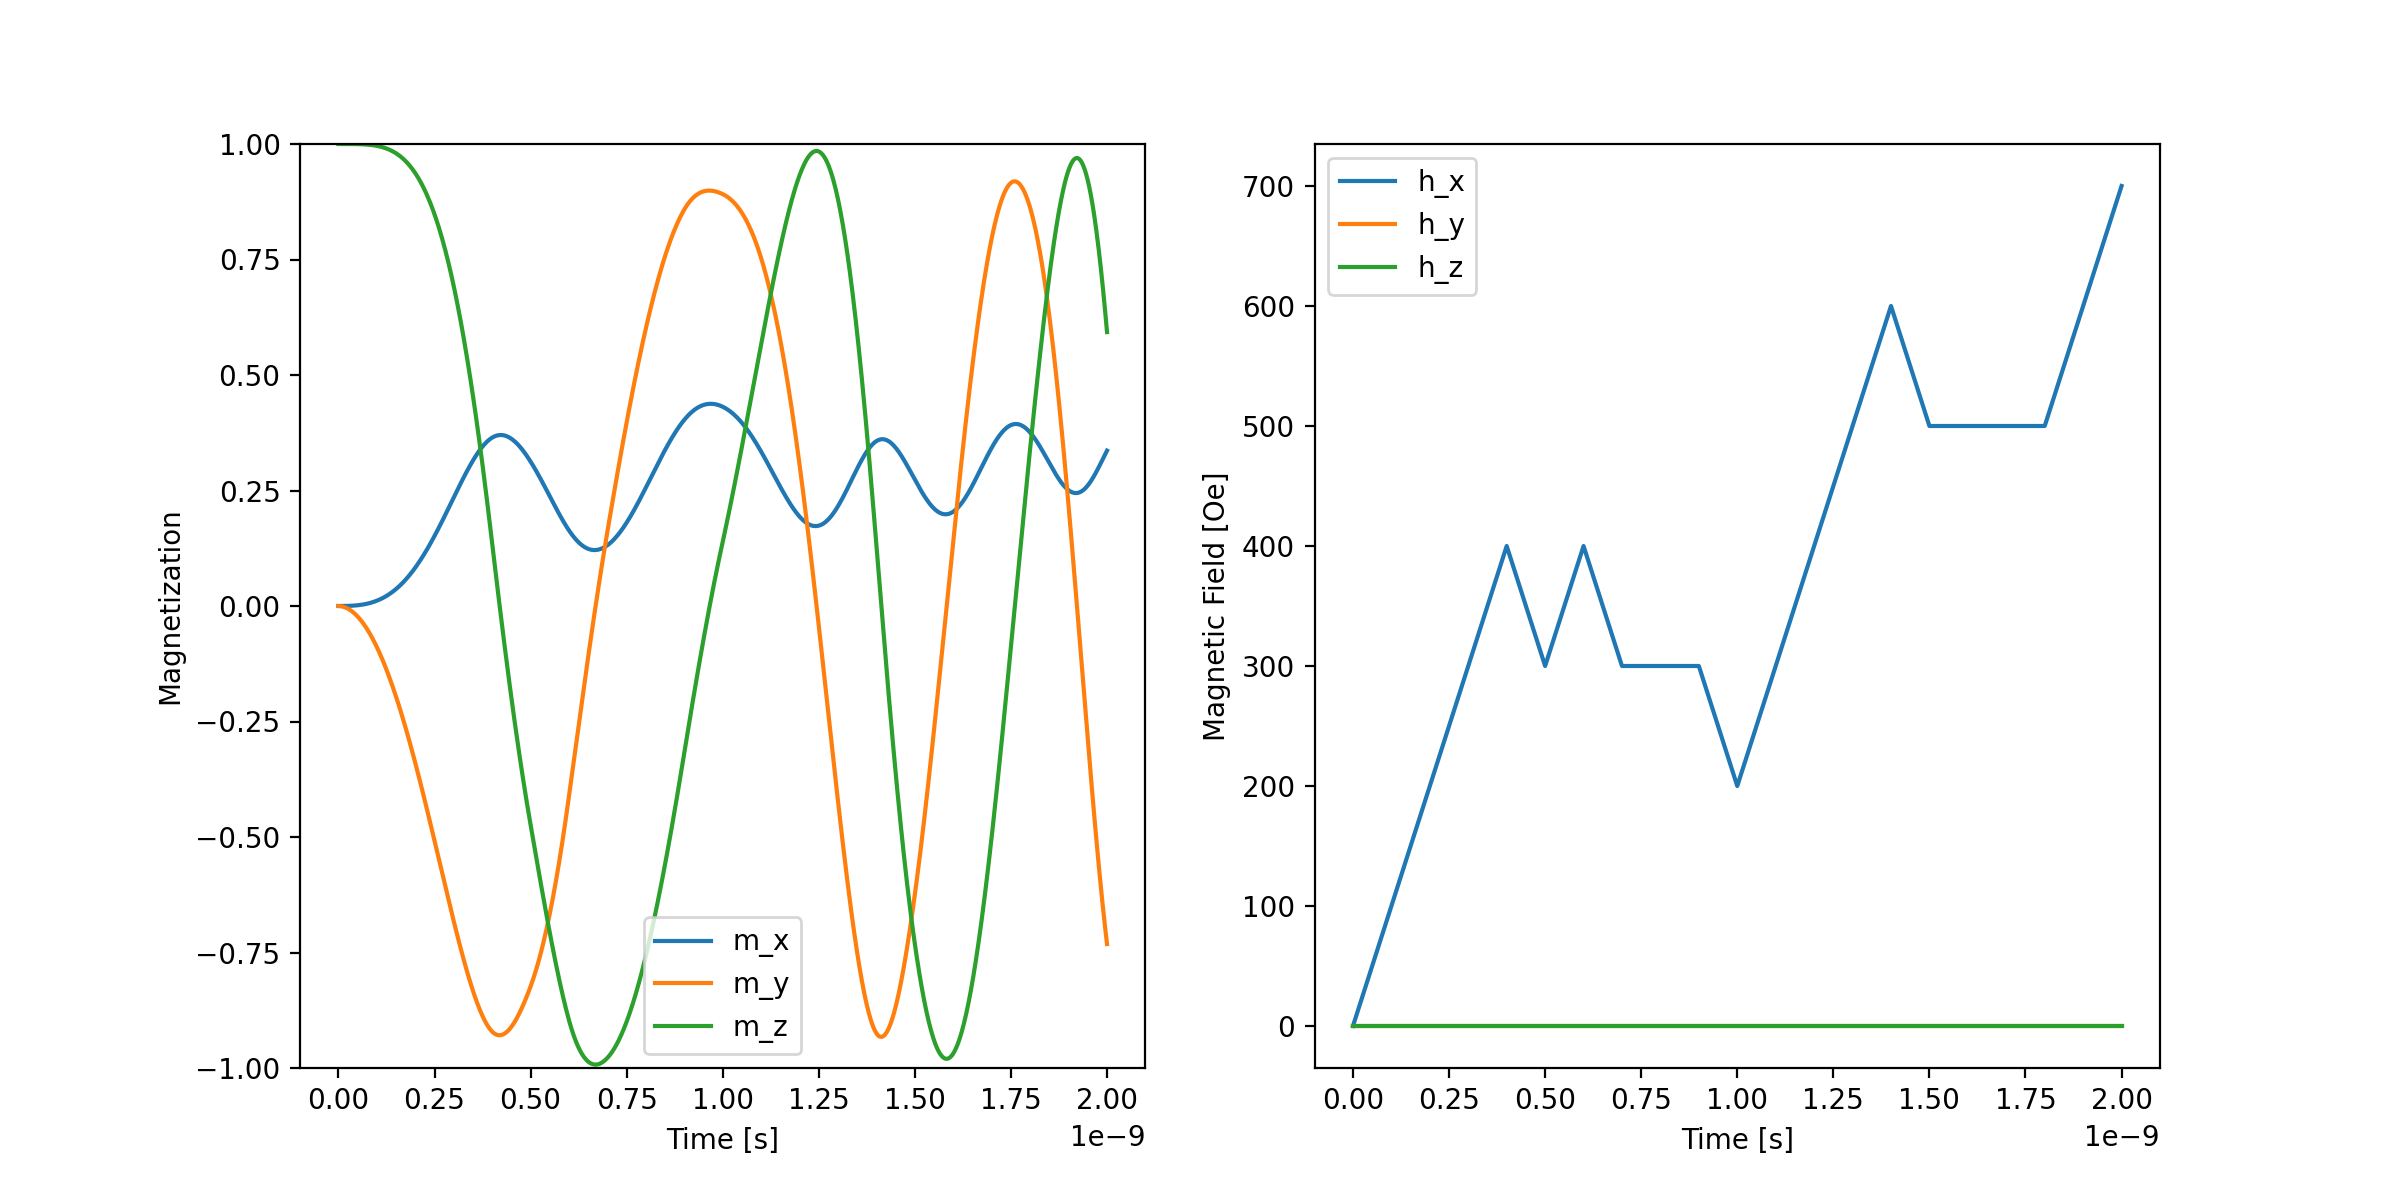 1.00
0.75
0.50
0.25
0.00
−0.25
−0.50
−0.75
−1.00
Magnetization
m_x
m_y
m_z
0.00 0.25 0.50 0.75 1.00 1.25 1.50 1.75 2.00
Time [s]
1e−9
700
600
500
400
300
200
100
0
Magnetic Field [Oe]
h_x
h_y
h_z
0.00 0.25 0.50 0.75 1.00 1.25 1.50 1.75 2.00
Time [s]
1e−9